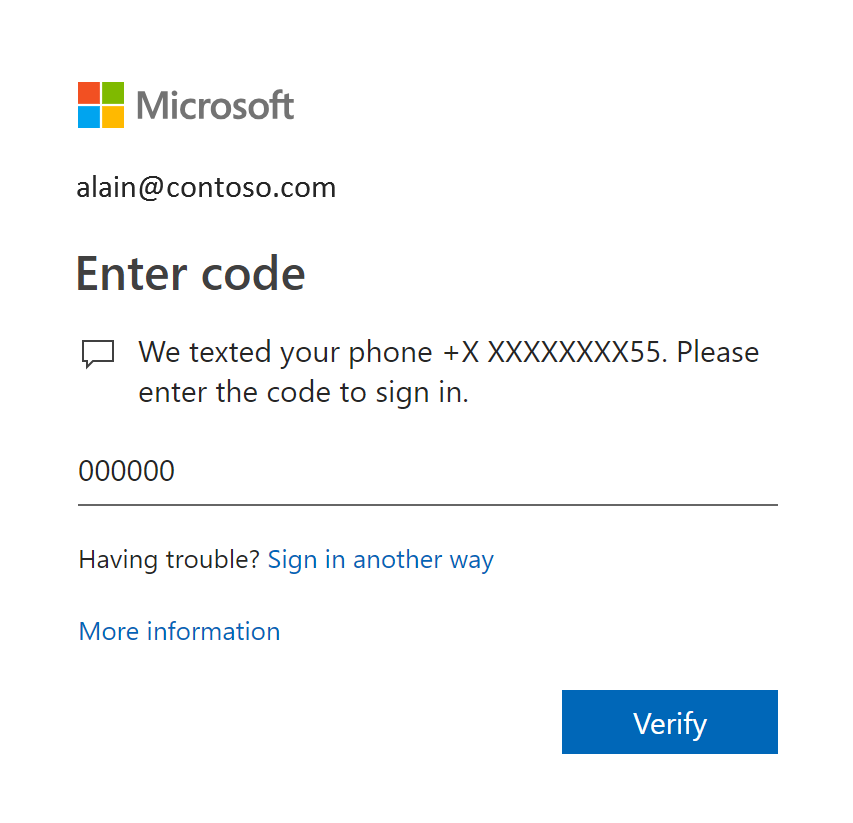 Microsoft
alain@contoso.com
Enter code
We texted your phone +X XXXXXXXX55. Please
enter the code to sign in.
000000
Having trouble? Sign in another way
More information
Verify